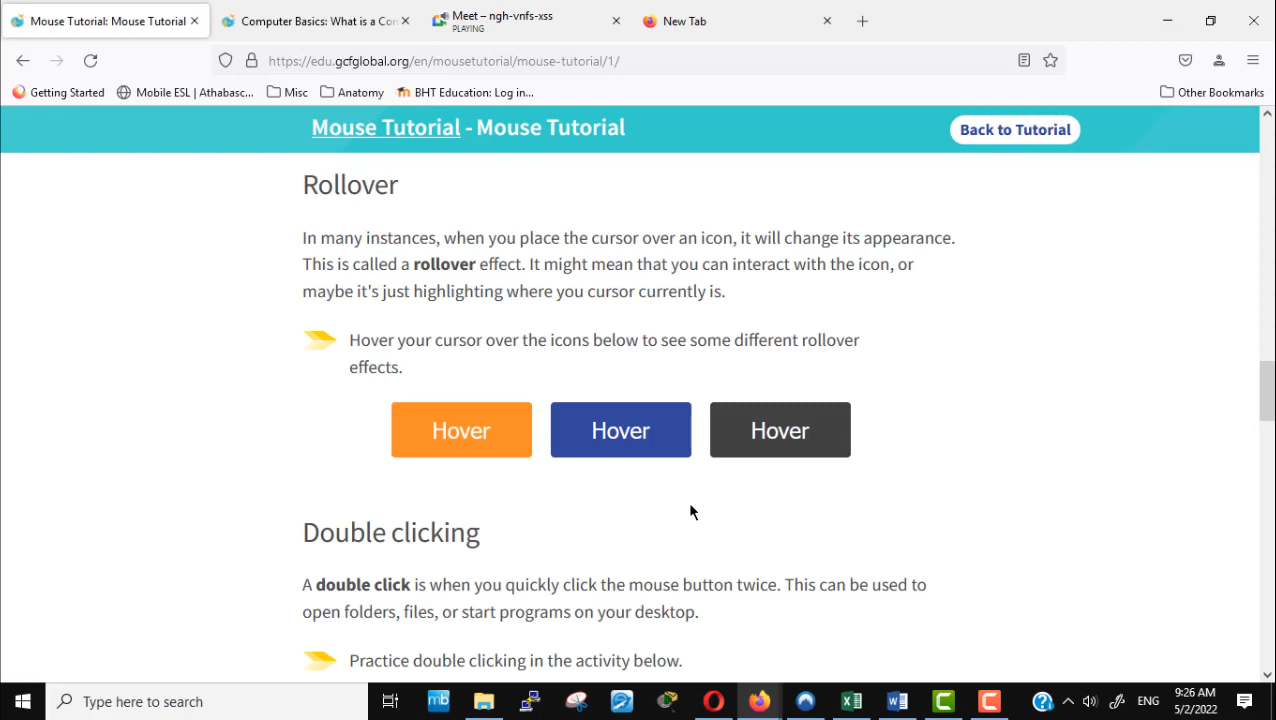 Mouse Tutorial: Mouse Tutorial
Computer Basics: What is a Con
Meet – ngh-vnfs-xss
PLAYING
New Tab
https://edu.gcfglobal.org/en/mousetutorial/mouse-tutorial/1/
Getting Started
Mobile ESL | Athabasc...
Misc
Anatomy
BHT Education: Log in...
Other Bookmarks
Mouse Tutorial - Mouse Tutorial
Back to Tutorial
Rollover
In many instances, when you place the cursor over an icon, it will change its appearance.
This is called a rollover effect. It might mean that you can interact with the icon, or
maybe it's just highlighting where you cursor currently is.
Hover your cursor over the icons below to see some different rollover
effects.
Hover
Hover
Hover
Double clicking
A double click is when you quickly click the mouse button twice. This can be used to
open folders, files, or start programs on your desktop.
Practice double clicking in the activity below.
Type here to search
mb
ENG
9:26 AM
5/2/2022